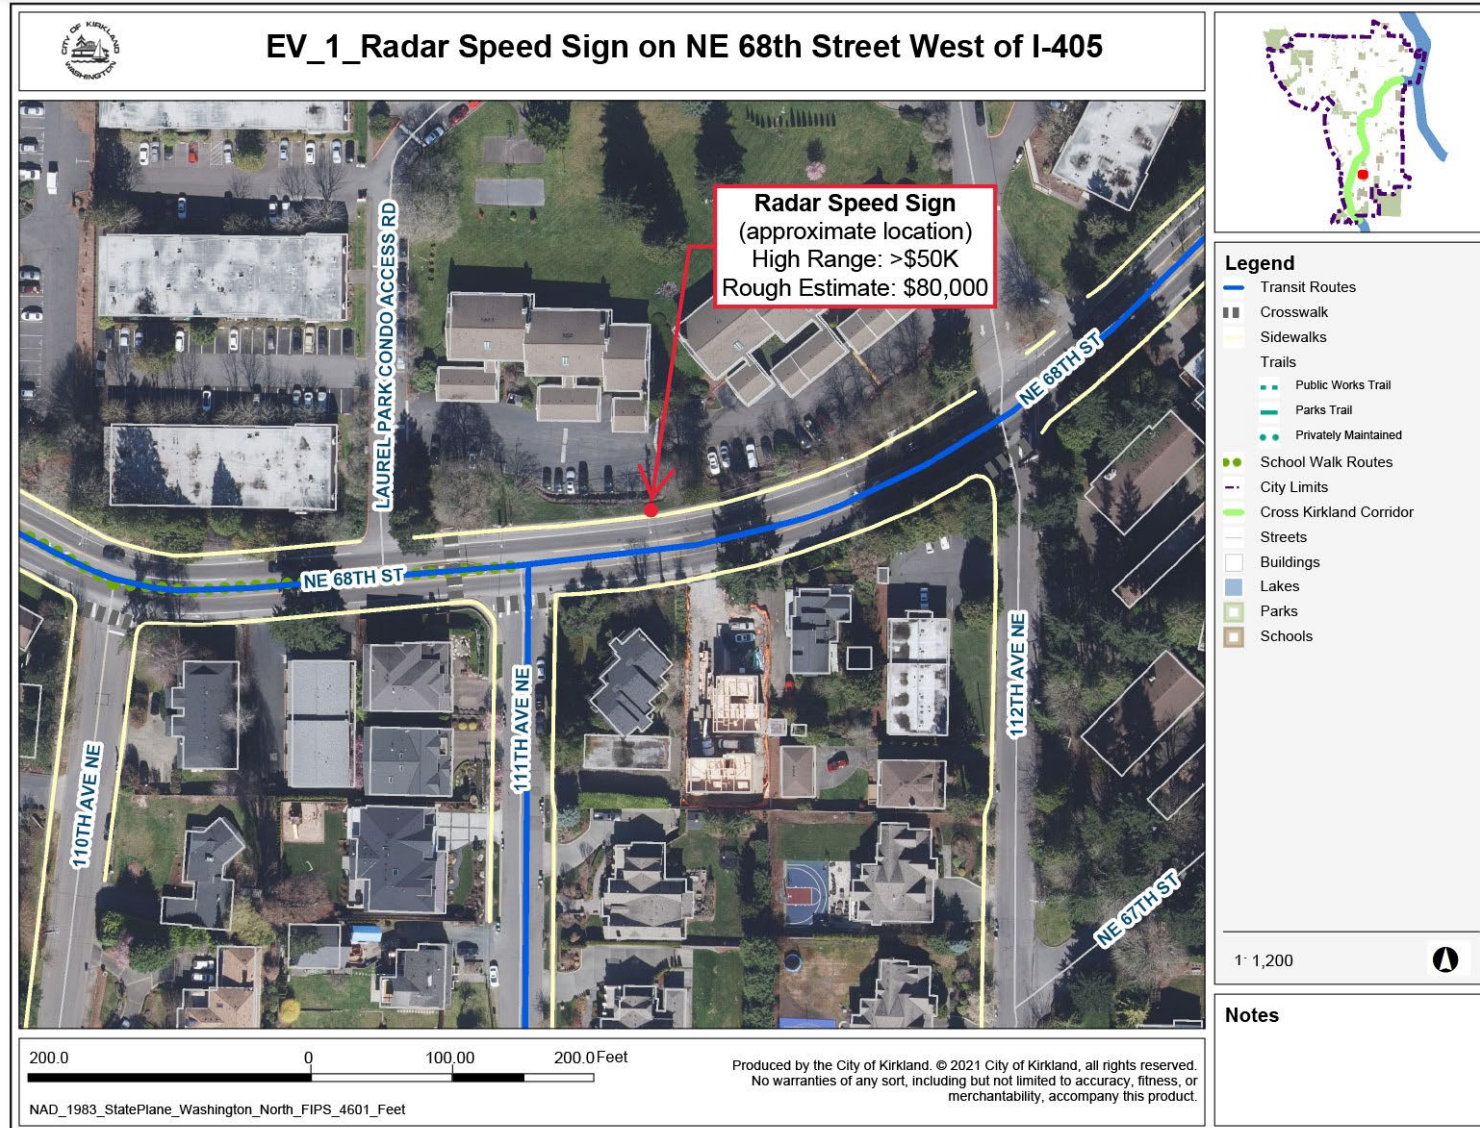 CITY OF KIRKLAND
WASHINGTON
EV_1_Radar Speed Sign on NE 68th Street West of I-405
Radar Speed Sign
(approximate location)
High Range: >$50K
Rough Estimate: $80,000
LAUREL PARK CONDO ACCESS RD
NE 68TH ST
NE 68TH ST
110TH AVE NE
111TH AVE NE
112TH AVE NE
NE 67TH ST
Legend
Transit Routes
Crosswalk
Sidewalks
Trails
Public Works Trail
Parks Trail
Privately Maintained
School Walk Routes
City Limits
Cross Kirkland Corridor
Streets
Buildings
Lakes
Parks
Schools
1: 1,200
Notes
200.0 0 100.00 200.0 Feet
NAD_1983_StatePlane_Washington_North_FIPS_4601_Feet
Produced by the City of Kirkland. © 2021 City of Kirkland, all rights reserved.
No warranties of any sort, including but not limited to accuracy, fitness, or
merchantability, accompany this product.